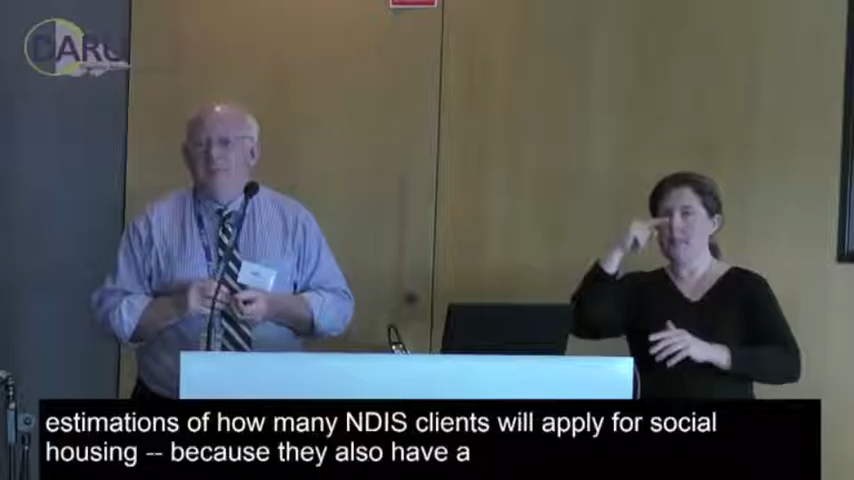 DARU
estimations of how many NDIS clients will apply for social
housing -- because they also have a